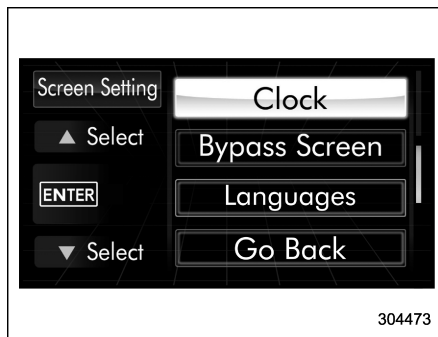 Screen Setting
Clock
▲ Select
Bypass Screen
ENTER
Languages
▼ Select
Go Back
304473